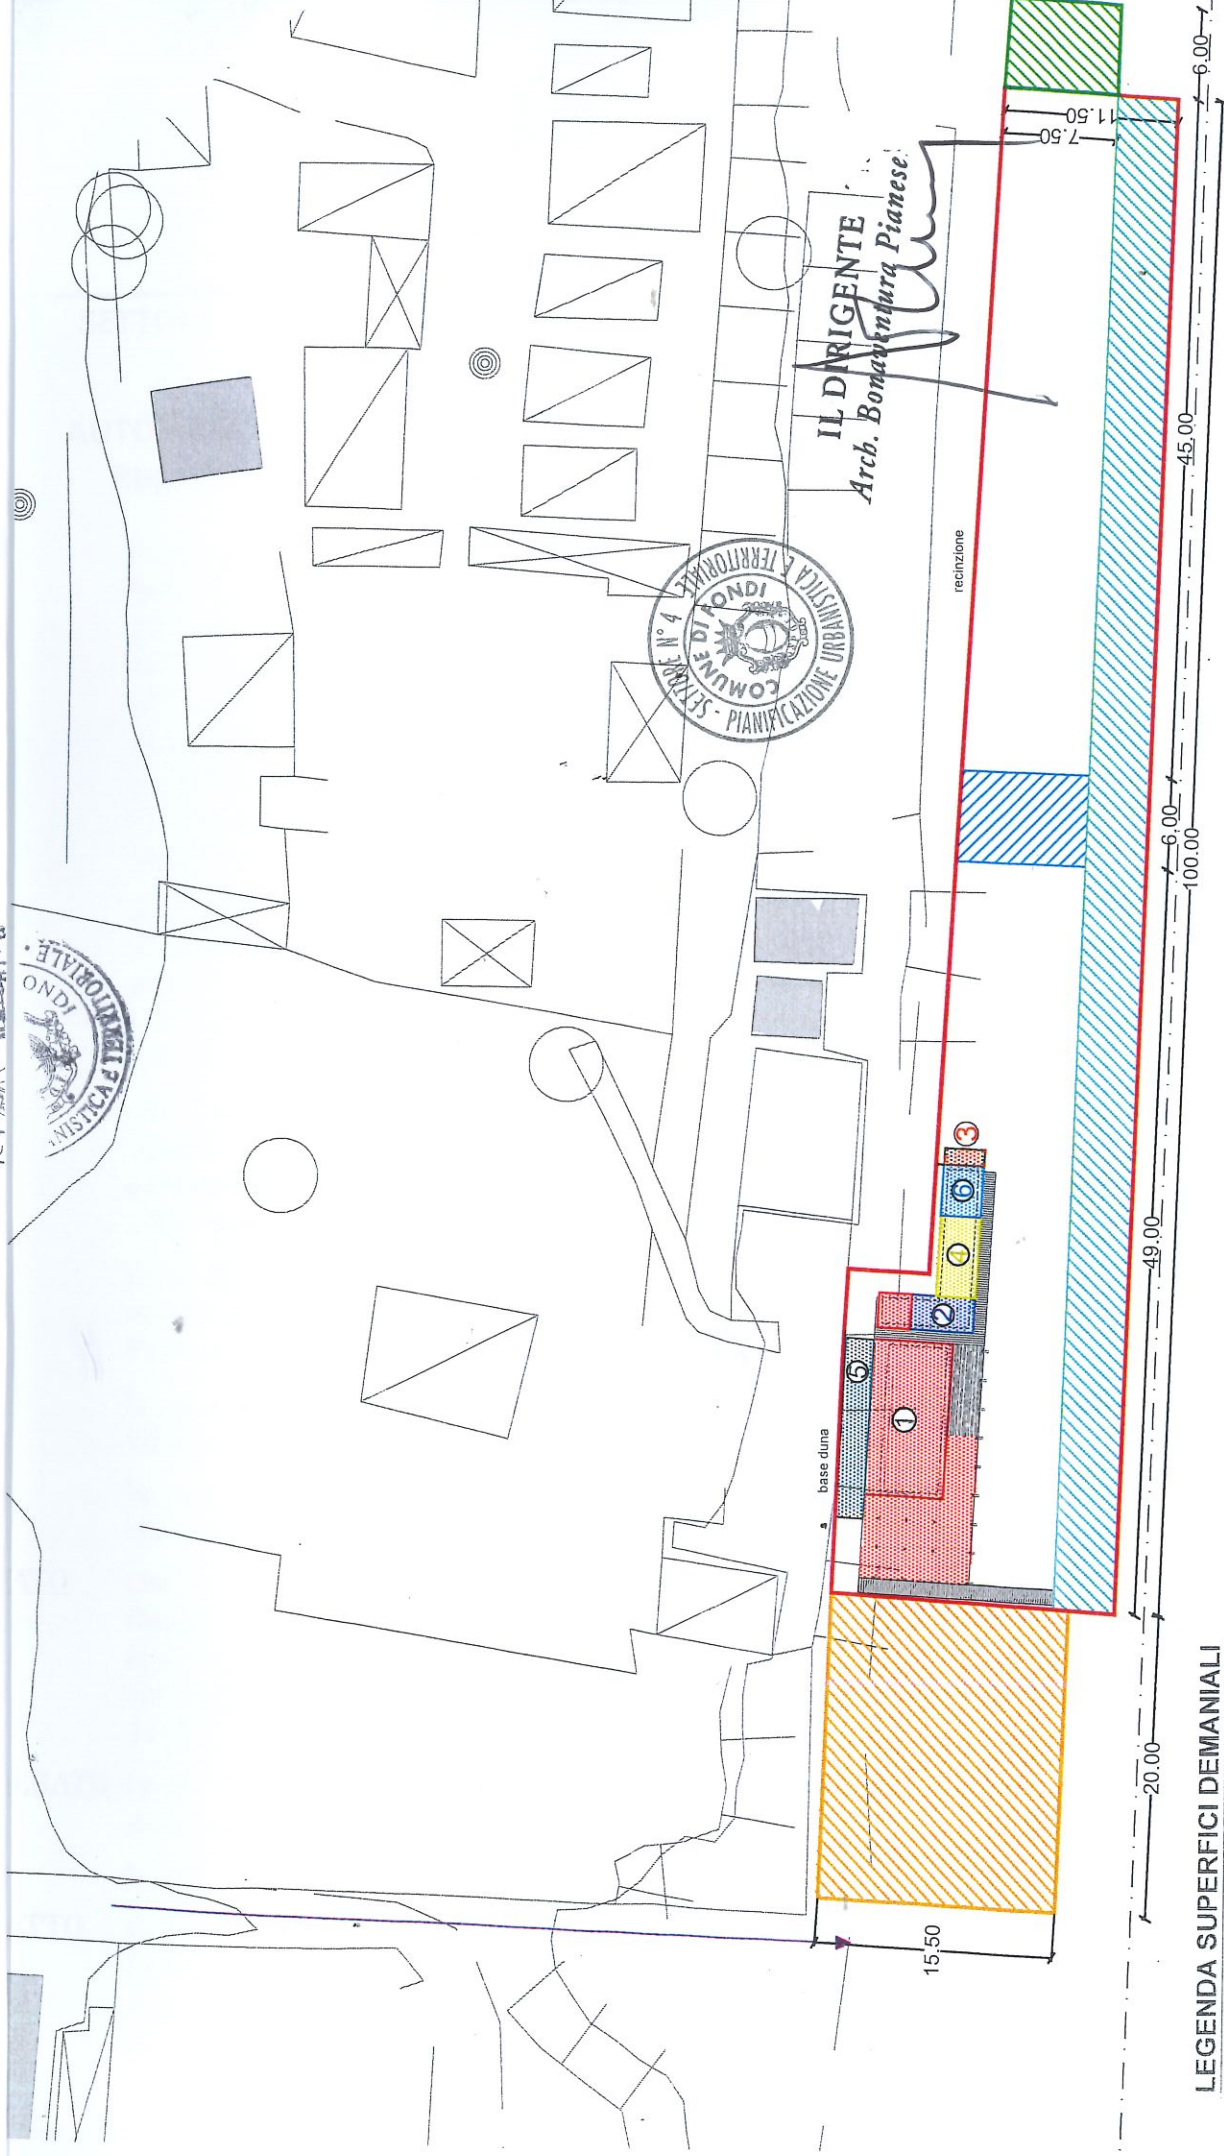 6.00
11.50
7.50
IL DIRIGENTE
Arch. Bonaventura Pianese
45.00
recinzione
SETTORE N° 4 - PIANIFICAZIONE URBANISTICA E TERRITORIALE
COMUNE DI FONDI
6.00
100.00
TERRITORIALE
ONDI
3
6
4
2
5
1
49.00
base duna
20.00
15.50
LEGENDA SUPERFICI DEMANIALI